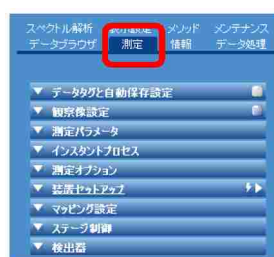 スペクトル解析 表示設定 メソッド メンテナンス
データブラウザ 測定 情報 データ処理
データタグと自動保存設定
観察像設定
測定パラメータ
インスタントプロセス
測定オプション
装置セットアップ
マッピング設定
ステージ制御
検出器